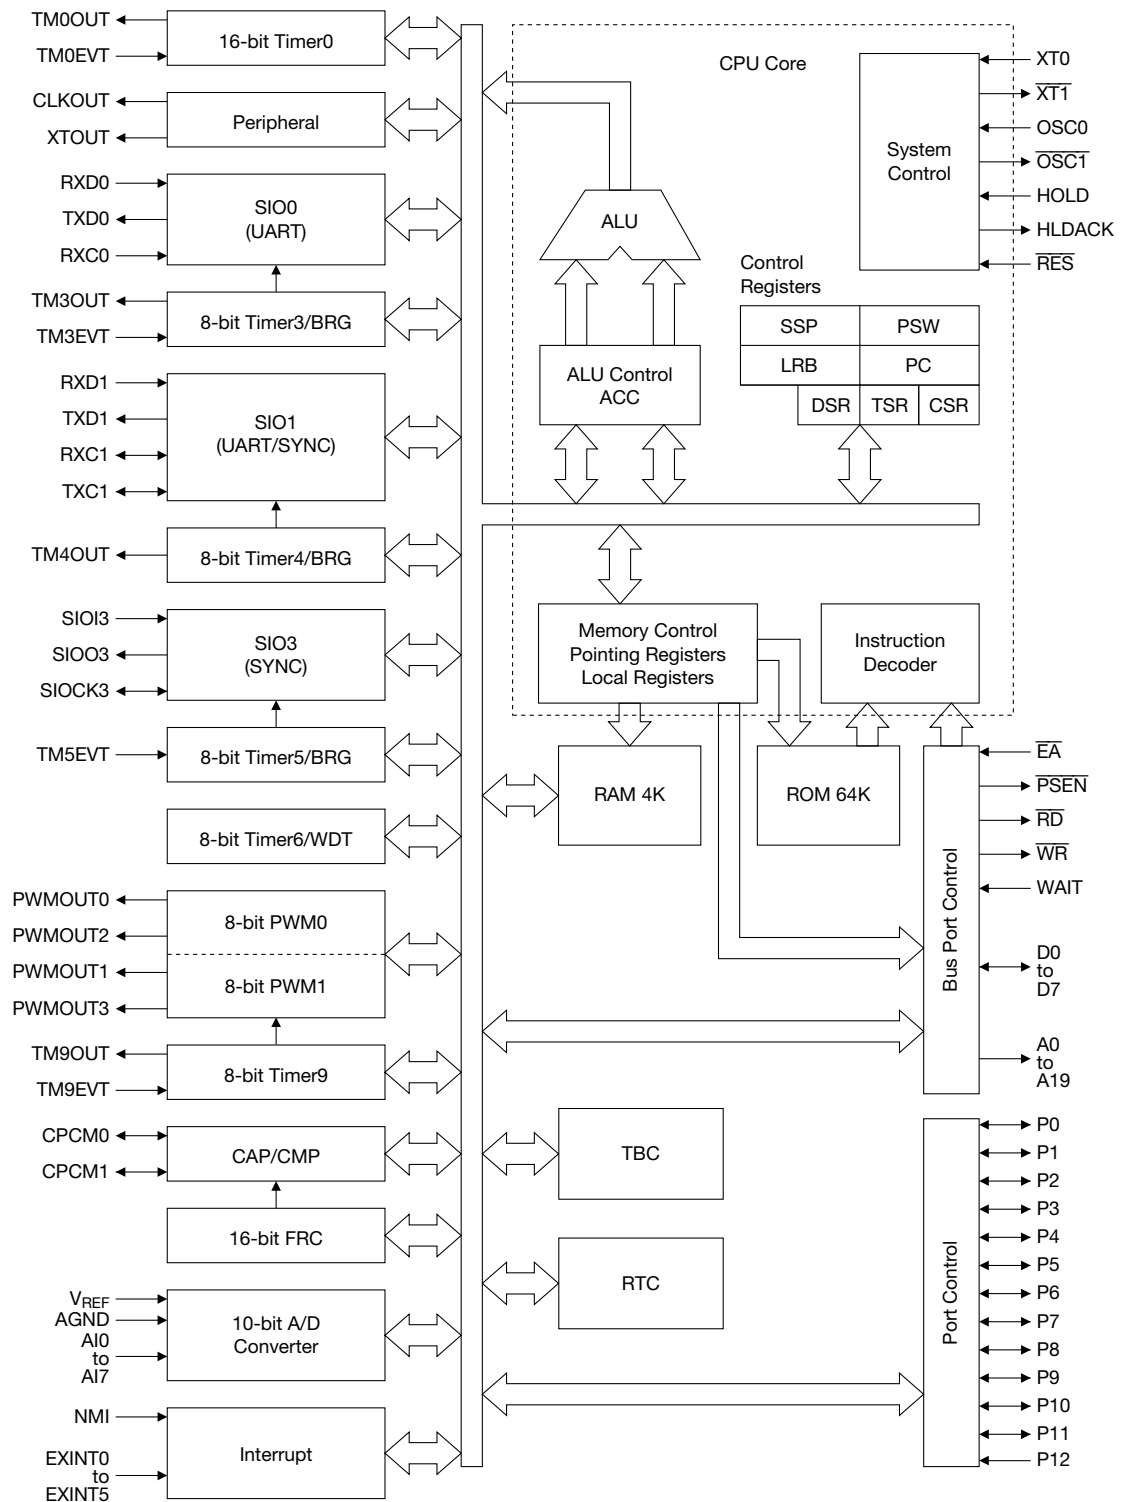 TM0OUT
TM0EVT
16-bit Timer0
CLKOUT
XTOUT
Peripheral
RXD0
TXD0
RXC0
SIO0
(UART)
TM3OUT
TM3EVT
8-bit Timer3/BRG
RXD1
TXD1
RXC1
TXC1
SIO1
(UART/SYNC)
TM4OUT
8-bit Timer4/BRG
SIOI3
SIOO3
SIOCK3
SIO3
(SYNC)
TM5EVT
8-bit Timer5/BRG
8-bit Timer6/WDT
PWMOUT0
PWMOUT2
PWMOUT1
PWMOUT3
8-bit PWM0
8-bit PWM1
TM9OUT
TM9EVT
8-bit Timer9
CPCM0
CPCM1
CAP/CMP
16-bit FRC
VREF
AGND
AI0
to
AI7
10-bit A/D
Converter
NMI
EXINT0
to
EXINT5
Interrupt
CPU Core
ALU
ALU Control
ACC
Control
Registers
SSP
PSW
LRB
PC
DSR
TSR
CSR
System
Control
XT0
XT1
OSC0
OSC1
HOLD
HLDACK
RES
Memory Control
Pointing Registers
Local Registers
Instruction
Decoder
RAM 4K
ROM 64K
Bus Port Control
EA
PSEN
RD
WR
WAIT
D0
to
D7
A0
to
A19
TBC
RTC
Port Control
P0
P1
P2
P3
P4
P5
P6
P7
P8
P9
P10
P11
P12